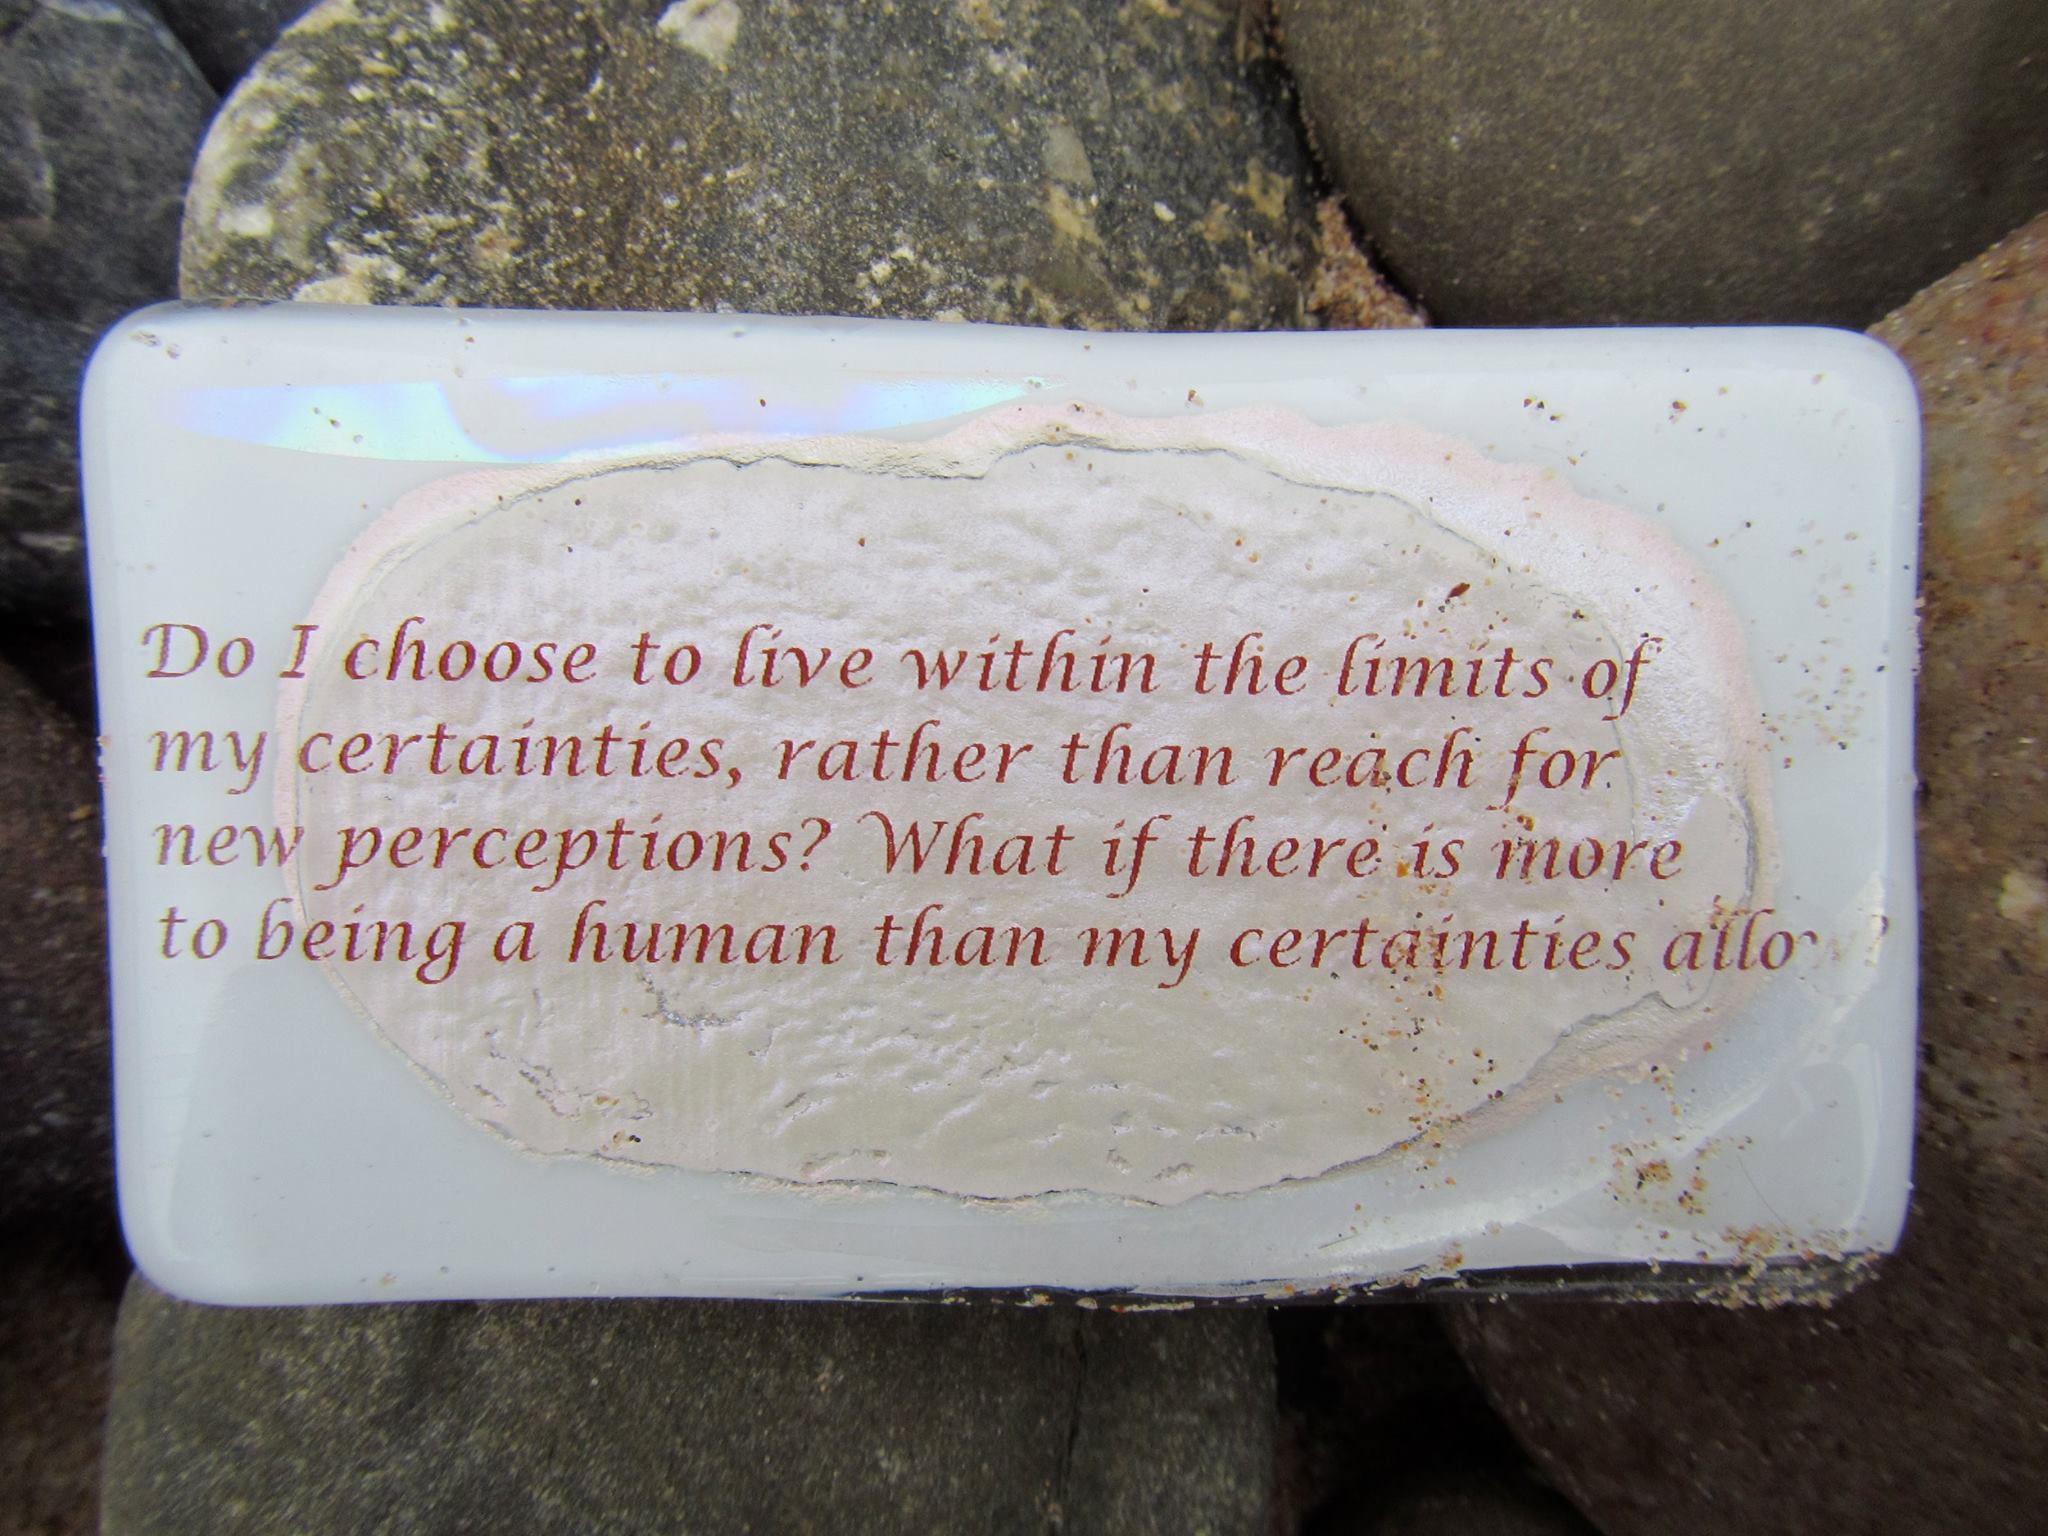 Do I choose to live within the limits of
my certainties, rather than reach for
new perceptions? What if there is more
to being a human than my certainties allow?